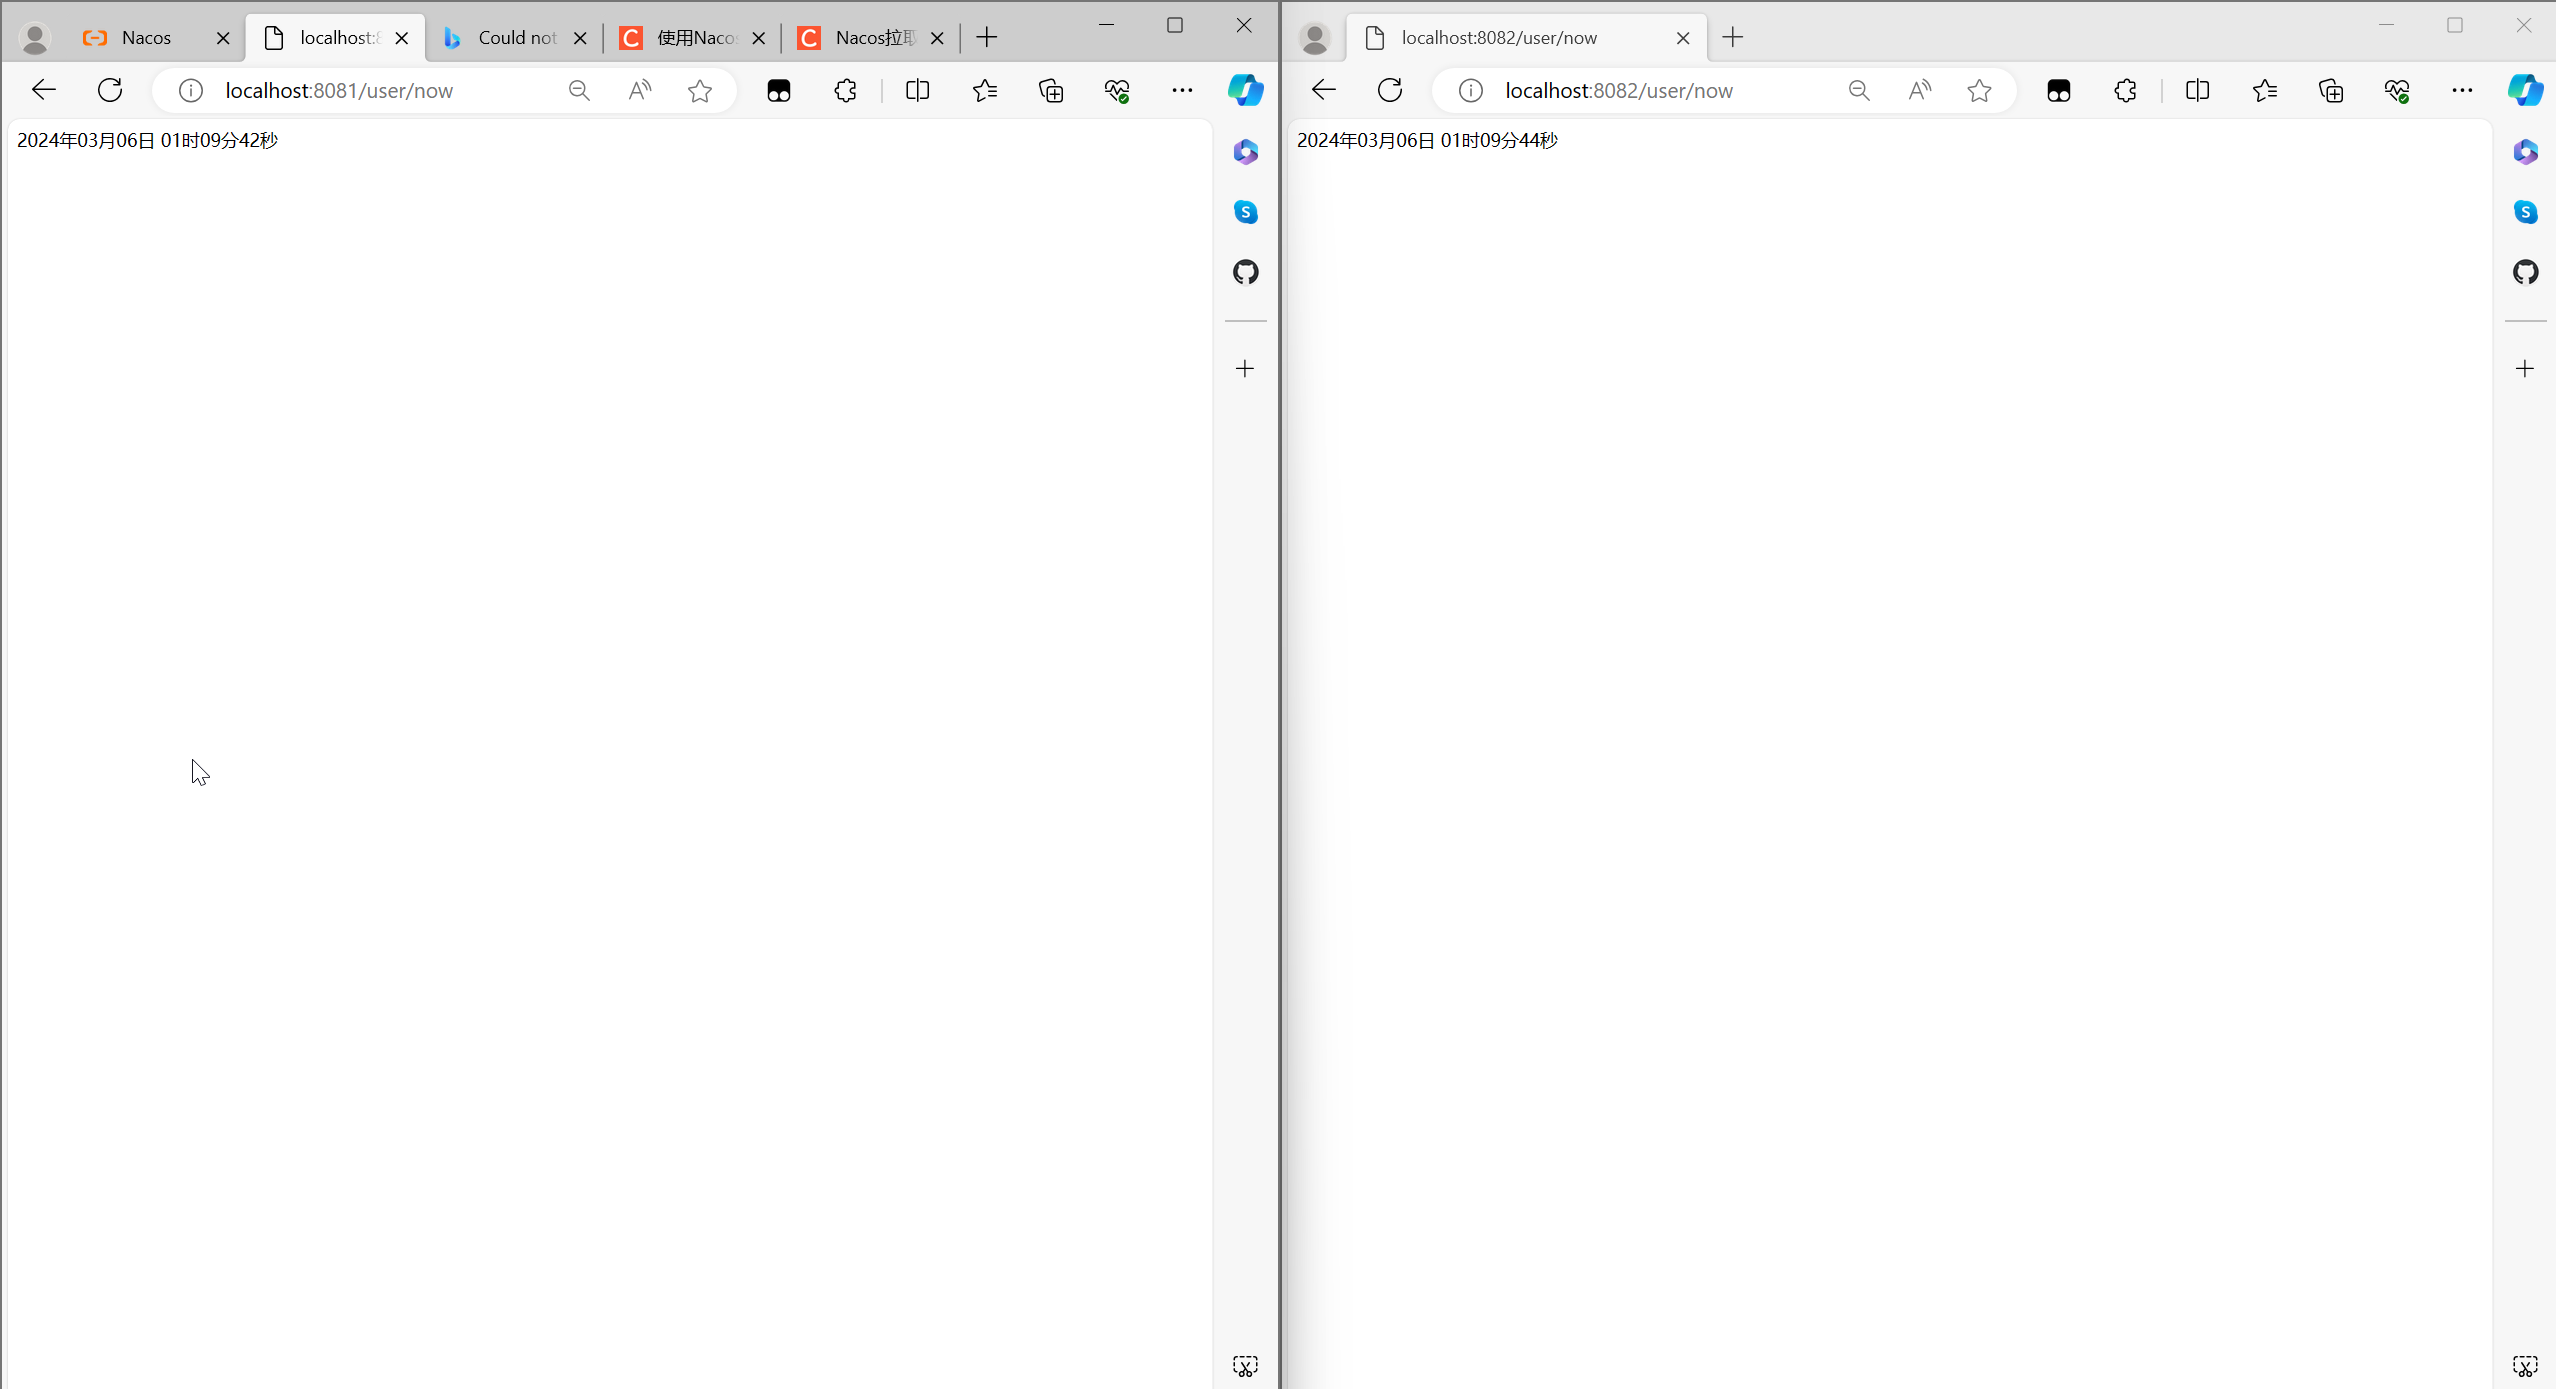 Nacos
localhost:8
Could not
使用Naco
Nacos拉取
localhost:8081/user/now
2024年03月06日 01时09分42秒
localhost:8082/user/now
localhost:8082/user/now
2024年03月06日 01时09分44秒